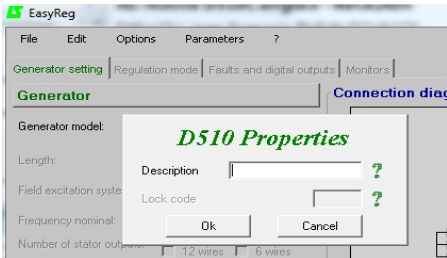 EasyReg
File Edit Options Parameters ?
Generator setting Regulation mode Faults and digital outputs Monitors
Generator
Connection diag
Generator model:
D510 Properties
Length:
Description ?
Field excitation syste
Lock code ?
Frequency nominal:
Ok Cancel
Number of stator outputs:
12 wires 6 wires